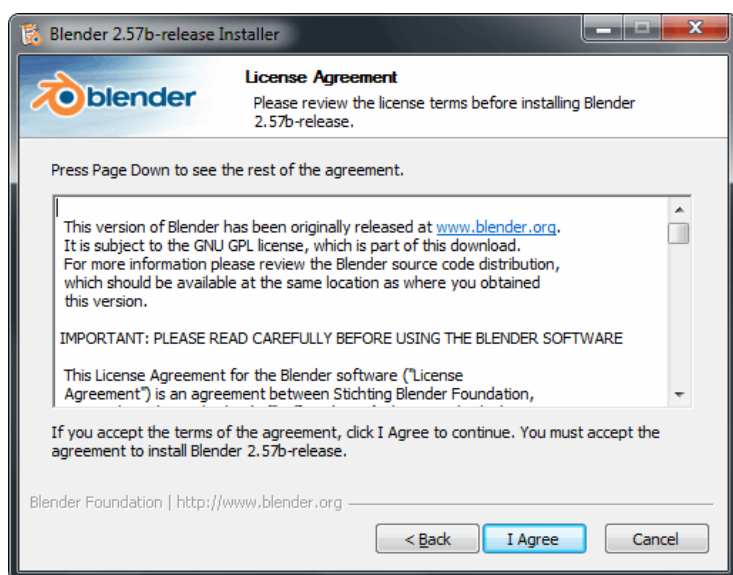 Blender 2.57b-release Installer
blender
License Agreement
Please review the license terms before installing Blender
2.57b-release.
Press Page Down to see the rest of the agreement.
This version of Blender has been originally released at www.blender.org.
It is subject to the GNU GPL license, which is part of this download.
For more information please review the Blender source code distribution,
which should be available at the same location as where you obtained
this version.
IMPORTANT: PLEASE READ CAREFULLY BEFORE USING THE BLENDER SOFTWARE
This License Agreement for the Blender software ("License
Agreement") is an agreement between Stichting Blender Foundation,
If you accept the terms of the agreement, click I Agree to continue. You must accept the
agreement to install Blender 2.57b-release.
Blender Foundation | http://www.blender.org
< Back
I Agree
Cancel